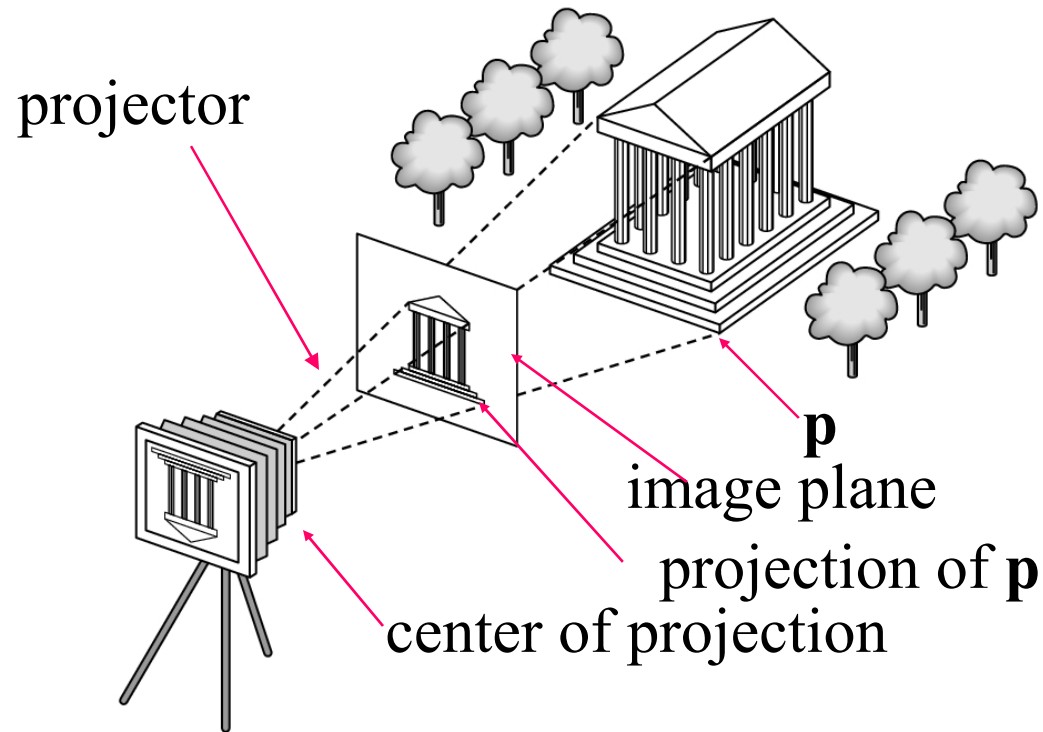 projector
p
image plane
projection of p
center of projection